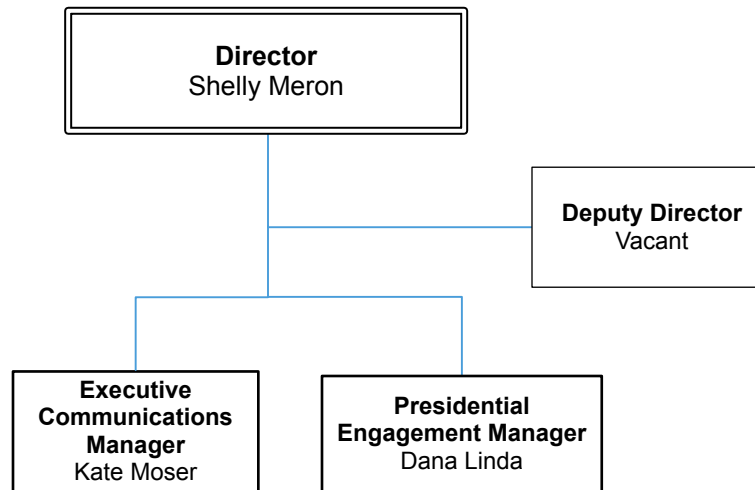 Director
Shelly Meron
Deputy Director
Vacant
Executive
Communications
Manager
Kate Moser
Presidential
Engagement Manager
Dana Linda